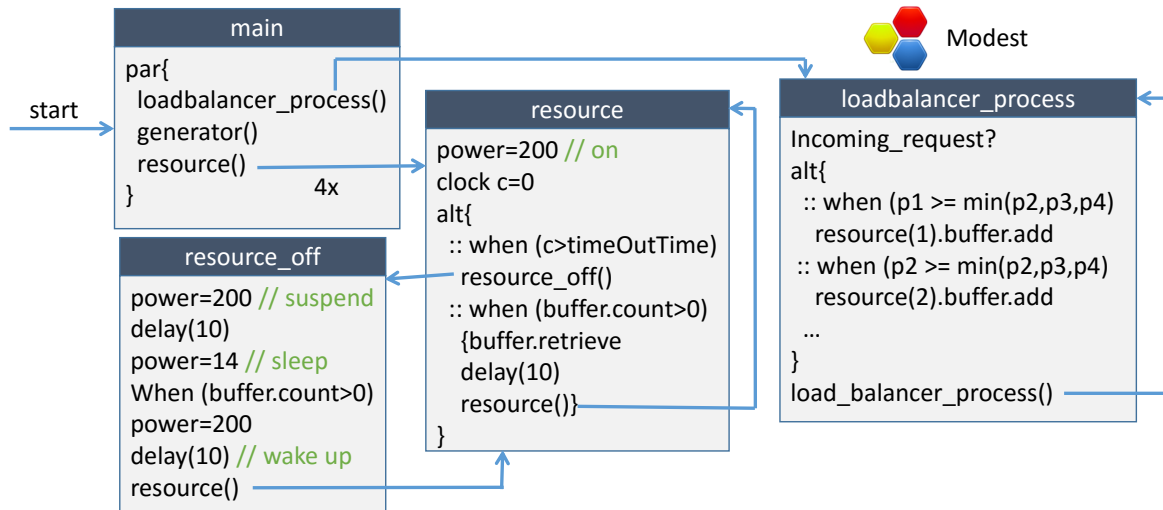 start
main
par{
loadbalancer_process()
generator()
resource()
}
4x
resource_off
power=200 // suspend
delay(10)
power=14 // sleep
When (buffer.count>0)
power=200
delay(10) // wake up
resource()
resource
power=200 // on
clock c=0
alt{
:: when (c>timeOutTime)
resource_off()
:: when (buffer.count>0)
{buffer.retrieve
delay(10)
resource()}
}
Modest
loadbalancer_process
Incoming_request?
alt{
:: when (p1 >= min(p2,p3,p4)
resource(1).buffer.add
:: when (p2 >= min(p2,p3,p4)
resource(2).buffer.add
...
}
load_balancer_process()